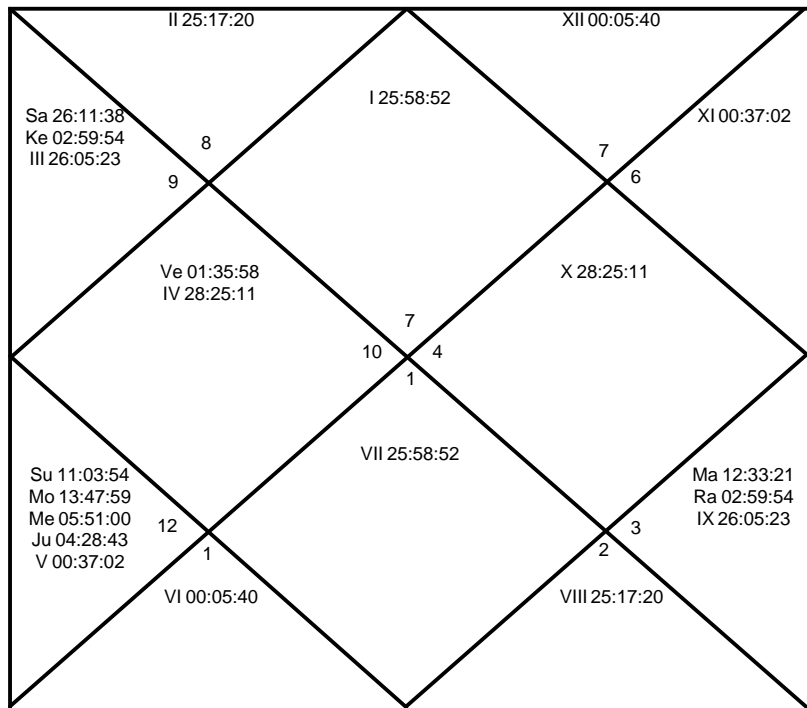 II 25:17:20
XII 00:05:40
I 25:58:52
Sa 26:11:38
Ke 02:59:54
III 26:05:23
XI 00:37:02
8
7
9
6
Ve 01:35:58
IV 28:25:11
X 28:25:11
7
10
4
1
VII 25:58:52
Su 11:03:54
Mo 13:47:59
Me 05:51:00
Ju 04:28:43
V 00:37:02
Ma 12:33:21
Ra 02:59:54
IX 26:05:23
12
3
1
2
VI 00:05:40
VIII 25:17:20